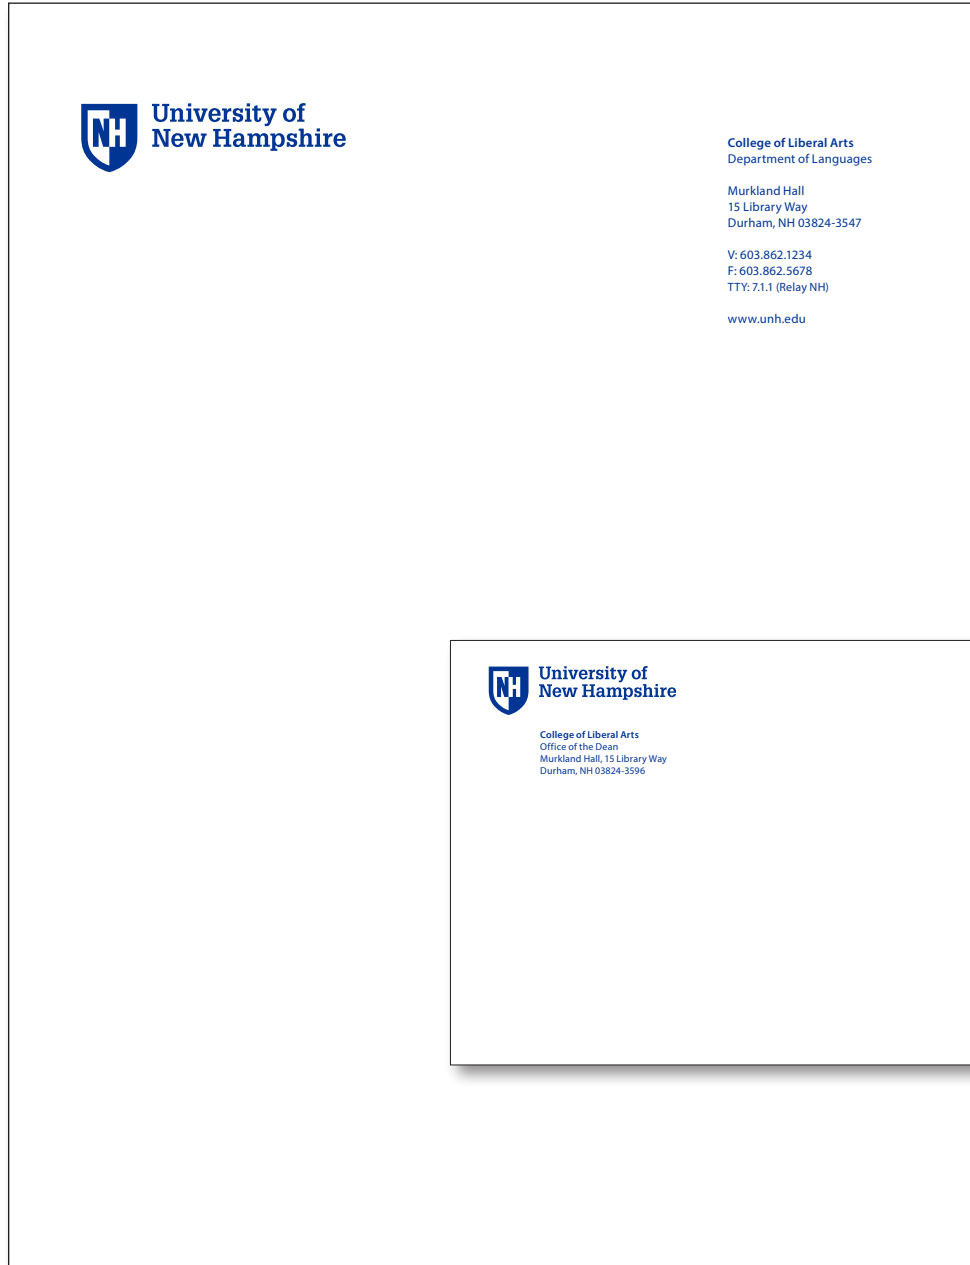 University of
New Hampshire
College of Liberal Arts
Department of Languages
Murkland Hall
15 Library Way
Durham, NH 03824-3547
V: 603.862.1234
F: 603.862.5678
TTY: 7.1.1 (Relay NH)
www.unh.edu
University of
New Hampshire
College of Liberal Arts
Office of the Dean
Murkland Hall, 15 Library Way
Durham, NH 03824-3596